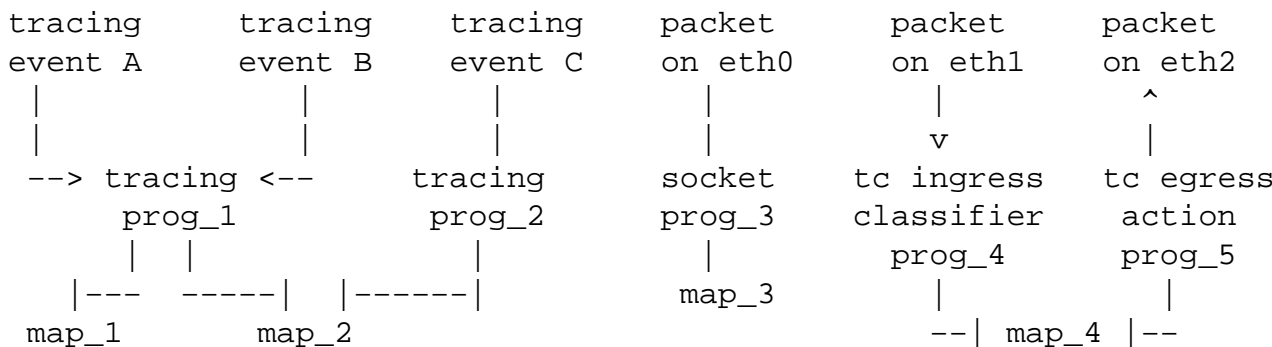 tracing     tracing    tracing    packet      packet     packet
event A     event B    event C    on eth0     on eth1    on eth2
 |             |         |          |           |          ^
 |             |         |          |           v          |
 --> tracing <--     tracing      socket    tc ingress   tc egress
      prog_1          prog_2      prog_3    classifier    action
      |  |              |           |         prog_4      prog_5
   |---  -----|  |------|          map_3        |           |
 map_1       map_2                              --| map_4 |--